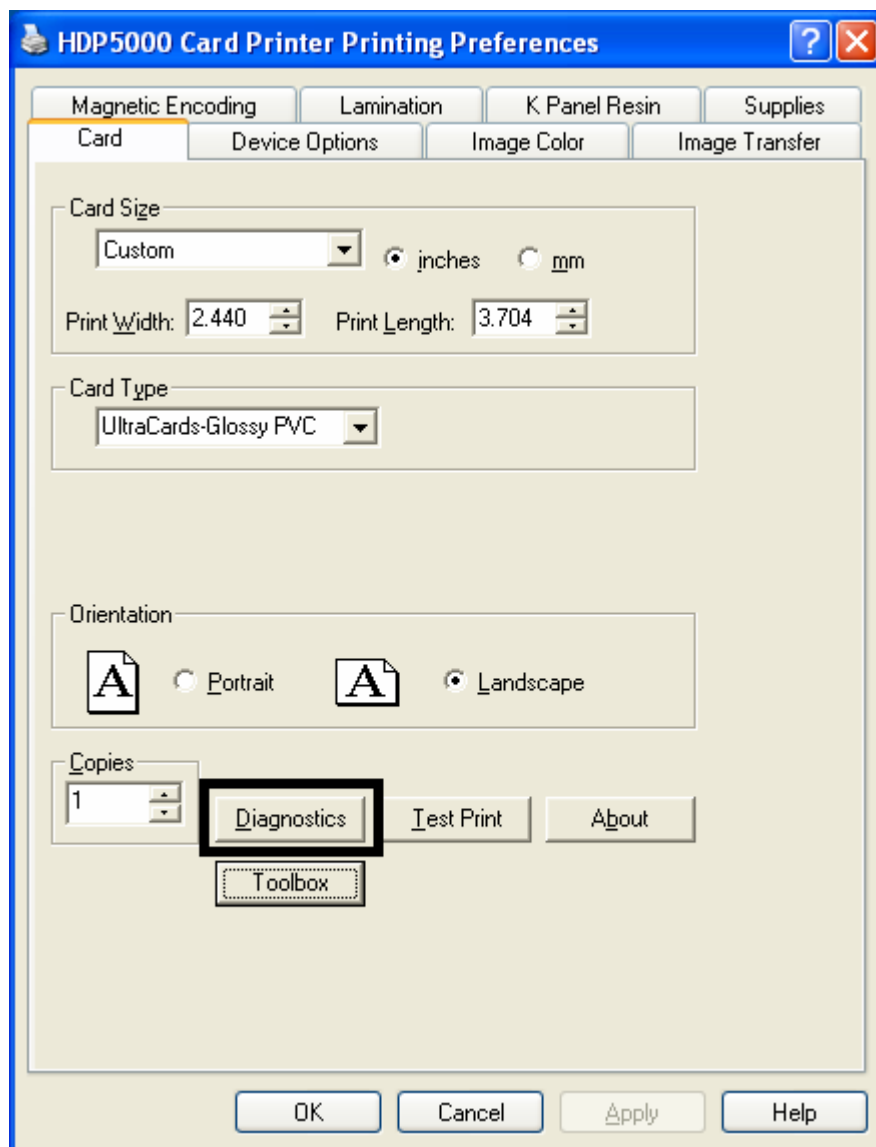 HDP5000 Card Printer Printing Preferences
Magnetic Encoding Lamination K Panel Resin Supplies
Card Device Options Image Color Image Transfer
Card Size
Custom inches mm
Print Width: 2.440 Print Length: 3.704
Card Type
UltraCards-Glossy PVC
Orientation
A Portrait A Landscape
Copies
1 Diagnostics Test Print About
Toolbox
OK Cancel Apply Help